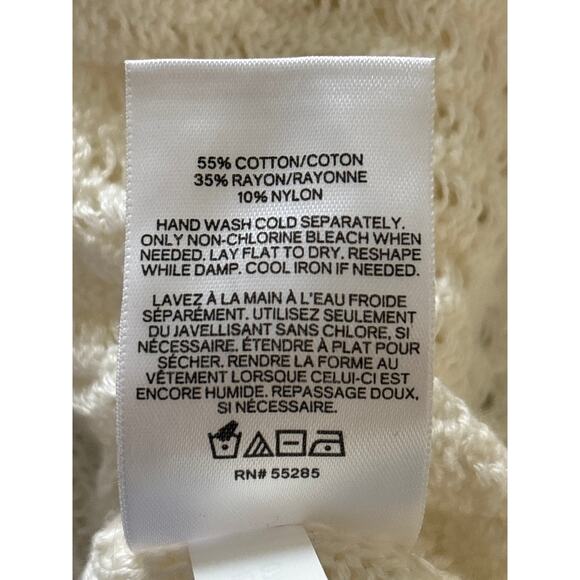 55% COTTON/COTON
35% RAYON/RAYONNE
10% NYLON
HAND WASH COLD SEPARATELY.
ONLY NON-CHLORINE BLEACH WHEN
NEEDED. LAY FLAT TO DRY. RESHAPE
WHILE DAMP. COOL IRON IF NEEDED.
LAVEZ À LA MAIN À L'EAU FROIDE
SÉPARÉMENT. UTILISEZ SEULEMENT
DU JAVELLISANT SANS CHLORE, SI
NÉCESSAIRE. ÉTENDRE À PLAT POUR
SÉCHER. RENDRE LA FORME AU
VÊTEMENT LORSQUE CELUI-CI EST
ENCORE HUMIDE. REPASSAGE DOUX,
SI NÉCESSAIRE.
RN# 55285